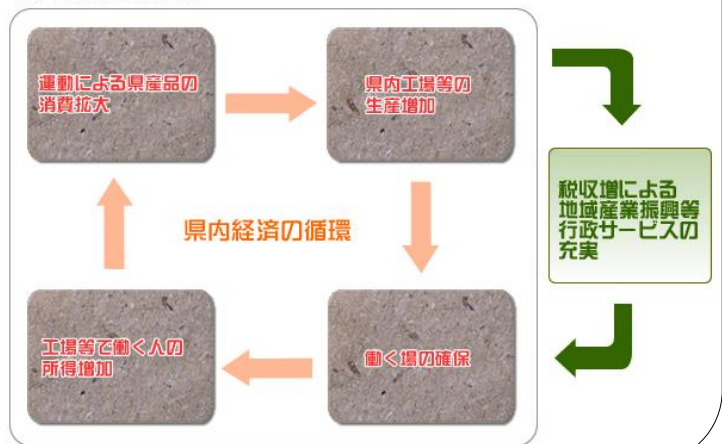 運動による県産品の
消費拡大
県内工場等の
生産増加
税収増による
地域産業振興等
行政サービスの
充実
県内経済の循環
工場等で働く人の
所得増加
働く場の確保